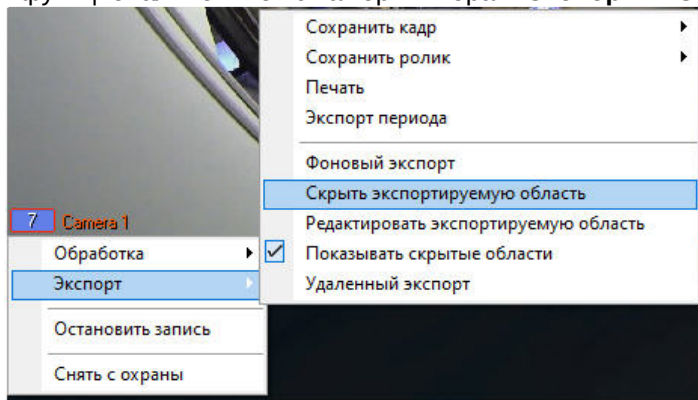 Сохранить кадр
Сохранить ролик
Печать
Экспорт периода
Фоновый экспорт
Скрыть экспортируемую область
Редактировать экспортируемую область
Показывать скрытые области
Удаленный экспорт
7 Camera 1
Обработка
Экспорт
Остановить запись
Снять с охраны